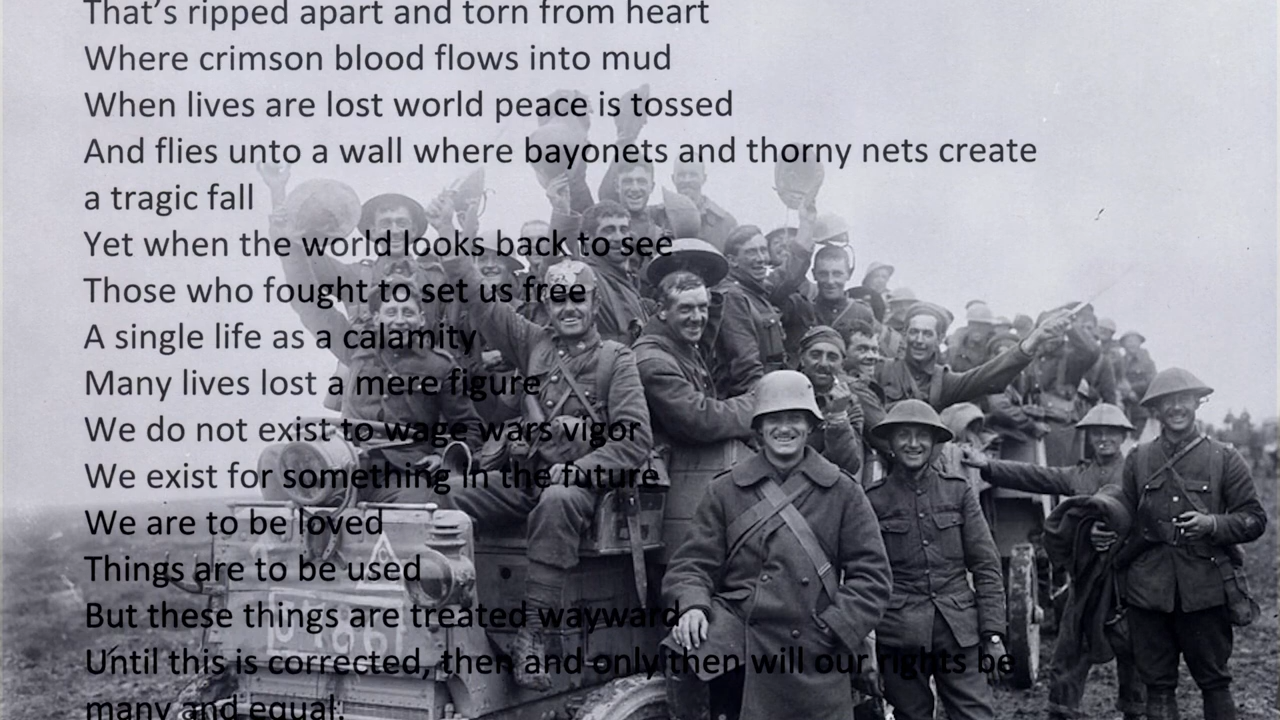 That’s ripped apart and torn from heart
Where crimson blood flows into mud
When lives are lost world peace is tossed
And flies unto a wall where bayonets and thorny nets create
a tragic fall
Yet when the world looks back to see
Those who fought to set us free
A single life as a calamity
Many lives lost a mere figure
We do not exist to wage wars vigor
We exist for something in the future
We are to be loved
Things are to be used
But these things are treated wayward
Until this is corrected, then and only then will our rights be
many and equal.